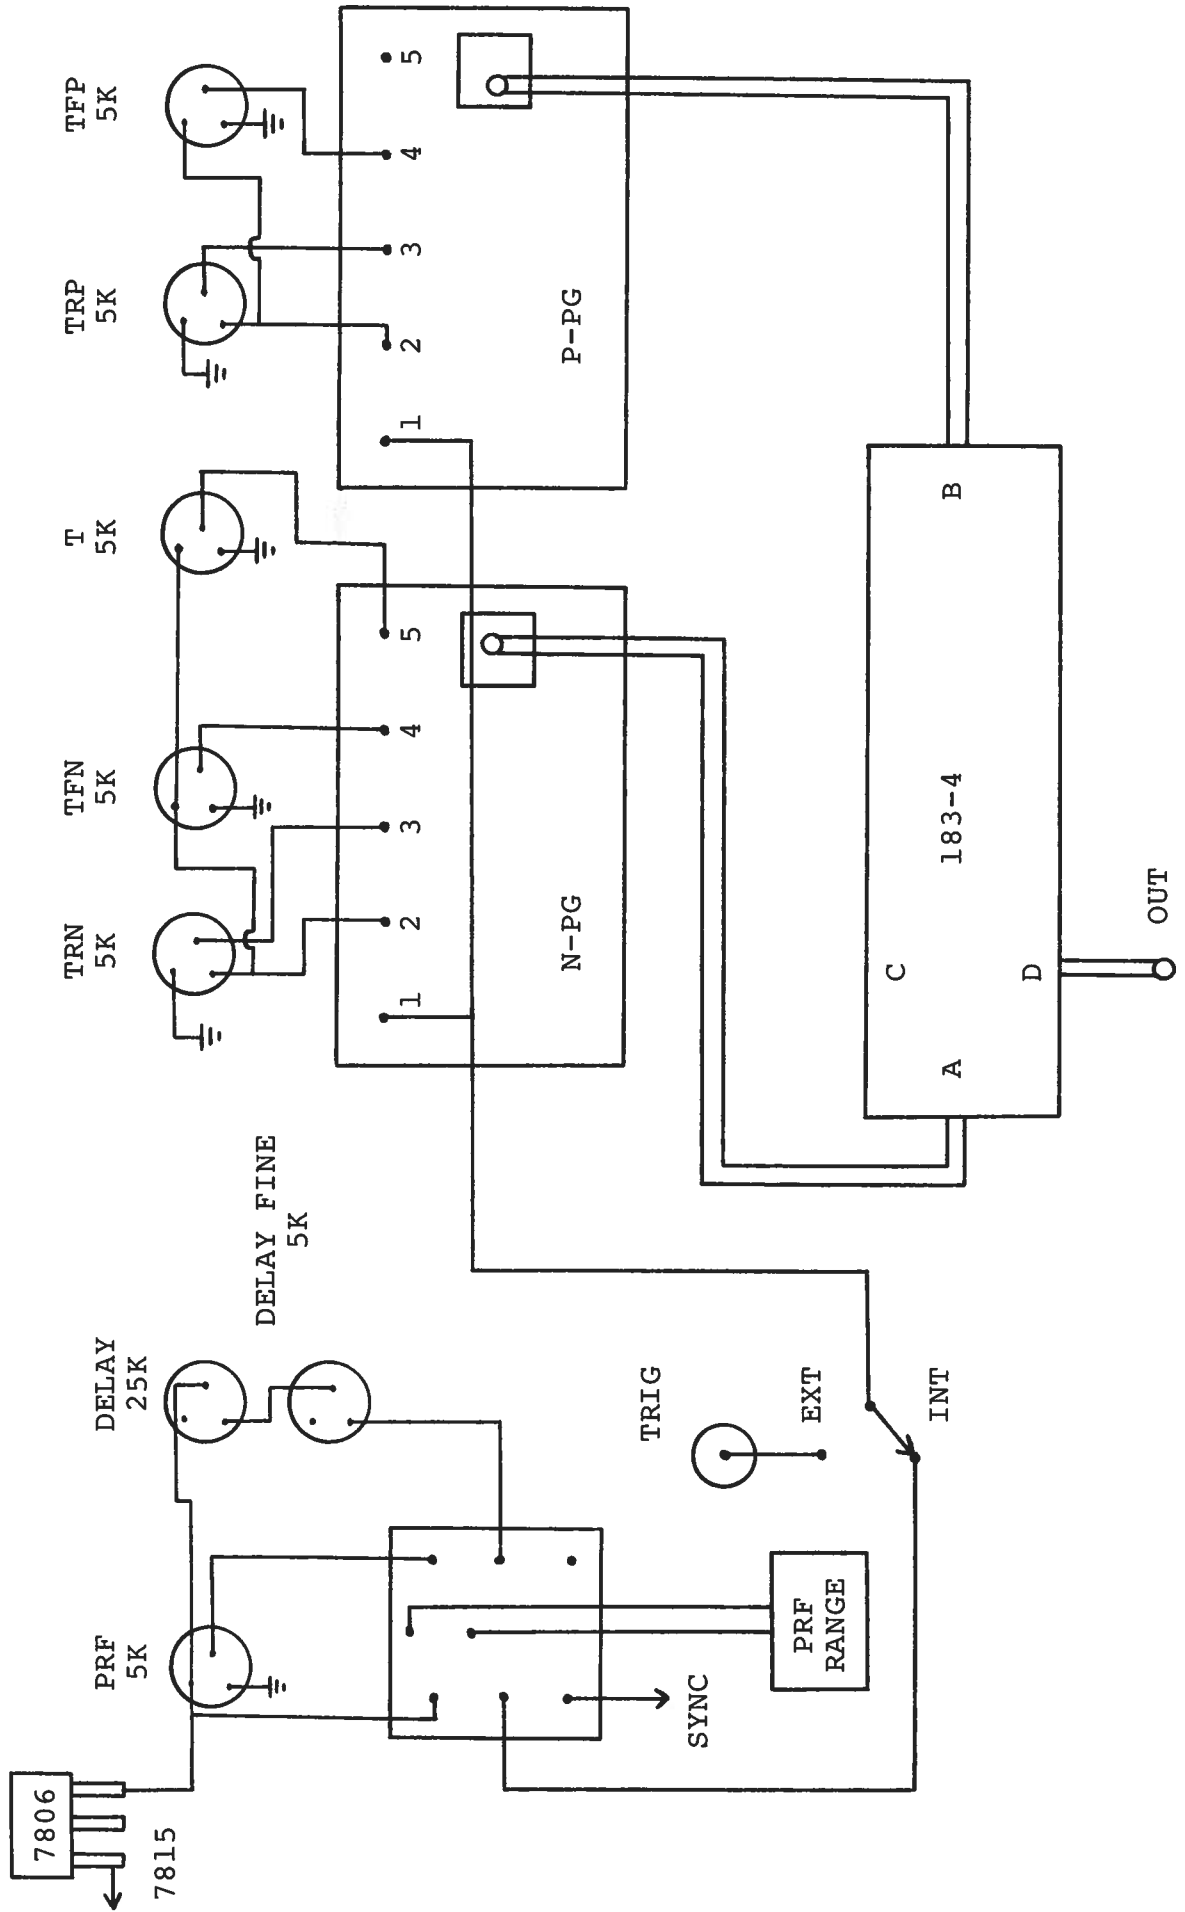 7806
7815
PRF
5K
DELAY
25K
DELAY FINE
5K
TRN
5K
TFN
5K
T
5K
TRP
5K
TFP
5K
1
2
3
4
5
N-PG
1
2
3
4
5
P-PG
SYNC
PRF
RANGE
TRIG
EXT
INT
A
C
D
183-4
B
OUT